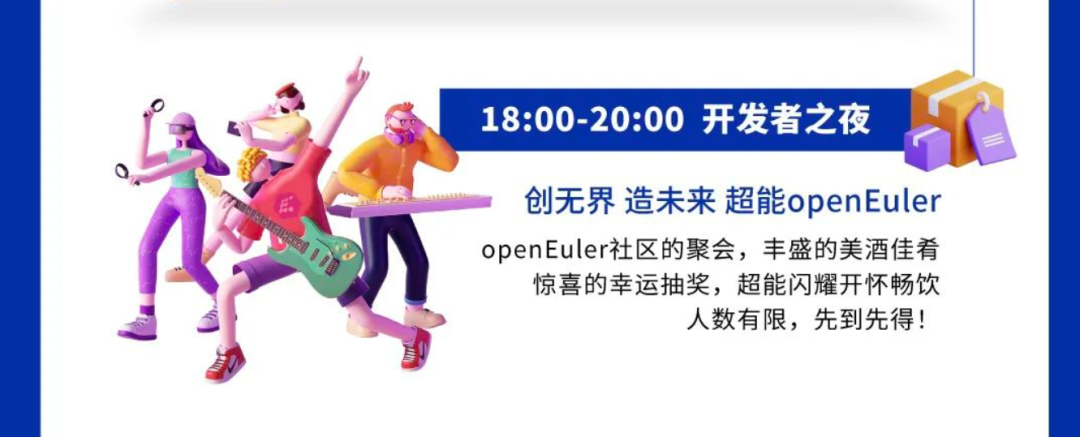 18:00-20:00 开发者之夜
创无界 造未来 超能openEuler
openEuler社区的聚会，丰盛的美酒佳肴
惊喜的幸运抽奖，超能闪耀开怀畅饮
人数有限，先到先得！